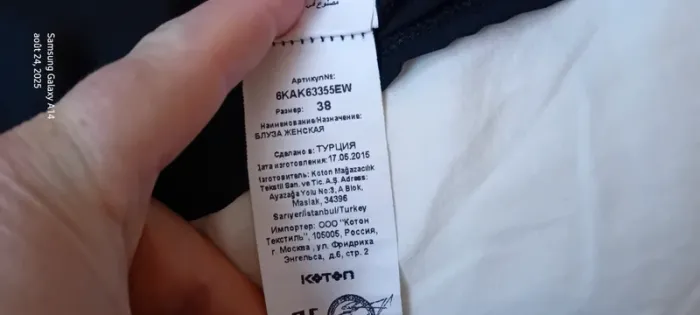 Samsung Galaxy A14
août 24, 2025
Артикул№:
6KAK63355EW
Размер: 38
Наименование/Назначение:
БЛУЗА ЖЕНСКАЯ
Сделано в: ТУРЦИЯ
Дата изготовления:17.05.2015
Изготовитель: Koton Mağazacılık
Tekstil San. ve Tic. A.Ş. Adress:
Ayazağa Yolu No:3, A Blok,
Maslak, 34396
Sarıyer/Istanbul/Turkey
Импортер: ООО "Котон
Текстиль", 105005, Россия,
г. Москва, ул. Фридриха
Энгельса, д.6, стр. 2
KOTON